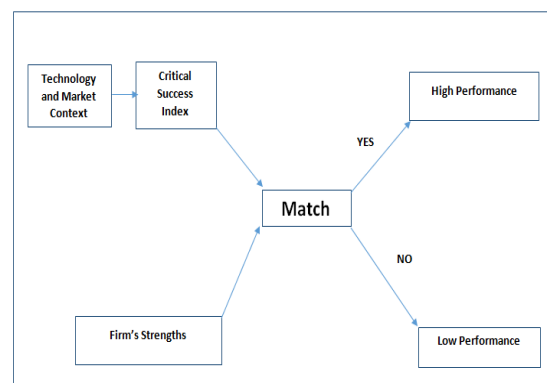 Technology
and Market
Context
Critical
Success
Index
High Performance
YES
Match
NO
Firm's Strengths
Low Performance